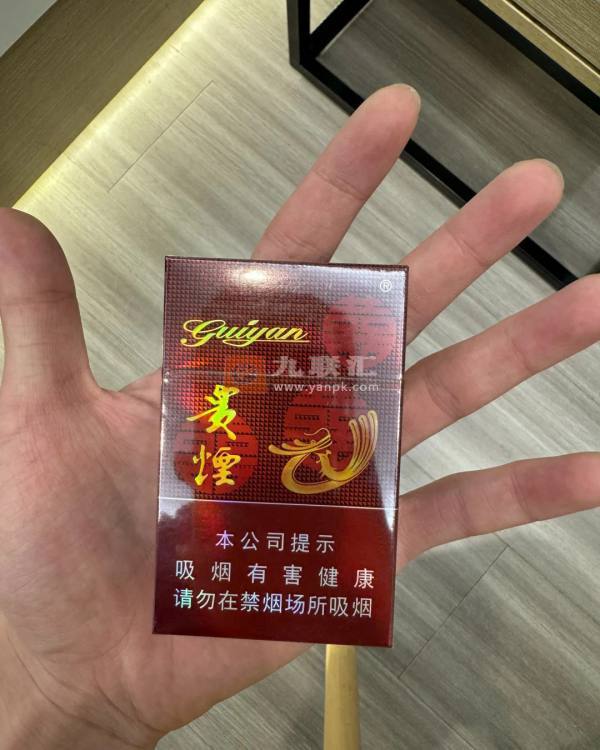 ®
Guiyan
九联汇
www.yanpk.com
贵
煙
本公司提示
吸烟有害健康
请勿在禁烟场所吸烟